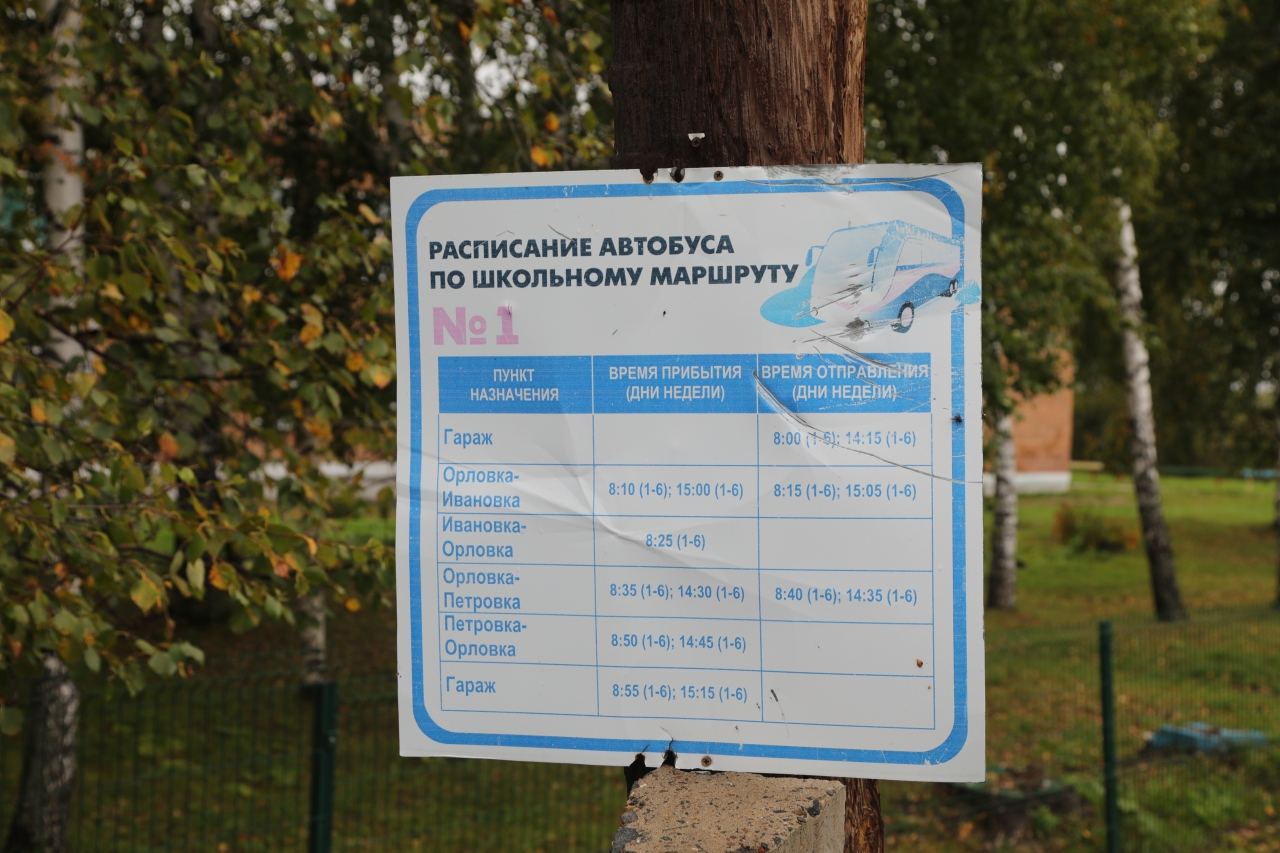 РАСПИСАНИЕ АВТОБУСА
ПО ШКОЛЬНОМУ МАРШРУТУ
№1
ПУНКТ НАЗНАЧЕНИЯ ВРЕМЯ ПРИБЫТИЯ (ДНИ НЕДЕЛИ) ВРЕМЯ ОТПРАВЛЕНИЯ (ДНИ НЕДЕЛИ)
Гараж 8:00 (1-6); 14:15 (1-6)
Орловка-Ивановка 8:10 (1-6); 15:00 (1-6) 8:15 (1-6); 15:05 (1-6)
Ивановка-Орловка 8:25 (1-6)
Орловка-Петровка 8:35 (1-6); 14:30 (1-6) 8:40 (1-6); 14:35 (1-6)
Петровка-Орловка 8:50 (1-6); 14:45 (1-6)
Гараж 8:55 (1-6); 15:15 (1-6)